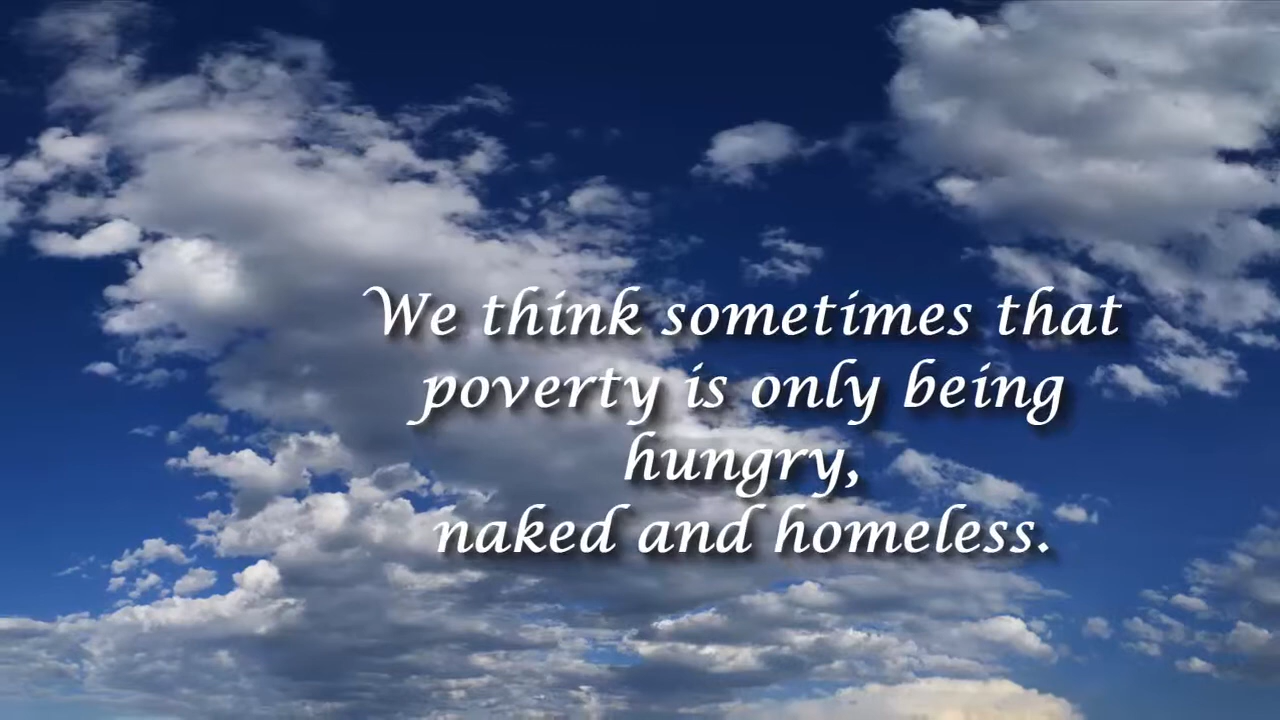 We think sometimes that
poverty is only being
hungry,
naked and homeless.